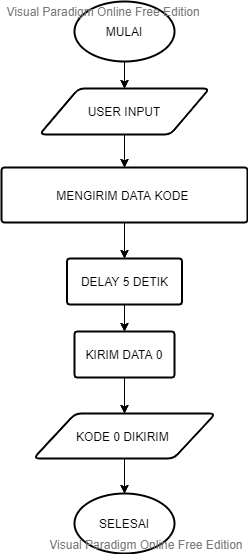 Visual Paradigm Online Free Edition
MULAI
USER INPUT
MENGIRIM DATA KODE
DELAY 5 DETIK
KIRIM DATA 0
KODE 0 DIKIRIM
SELESAI
Visual Paradigm Online Free Edition